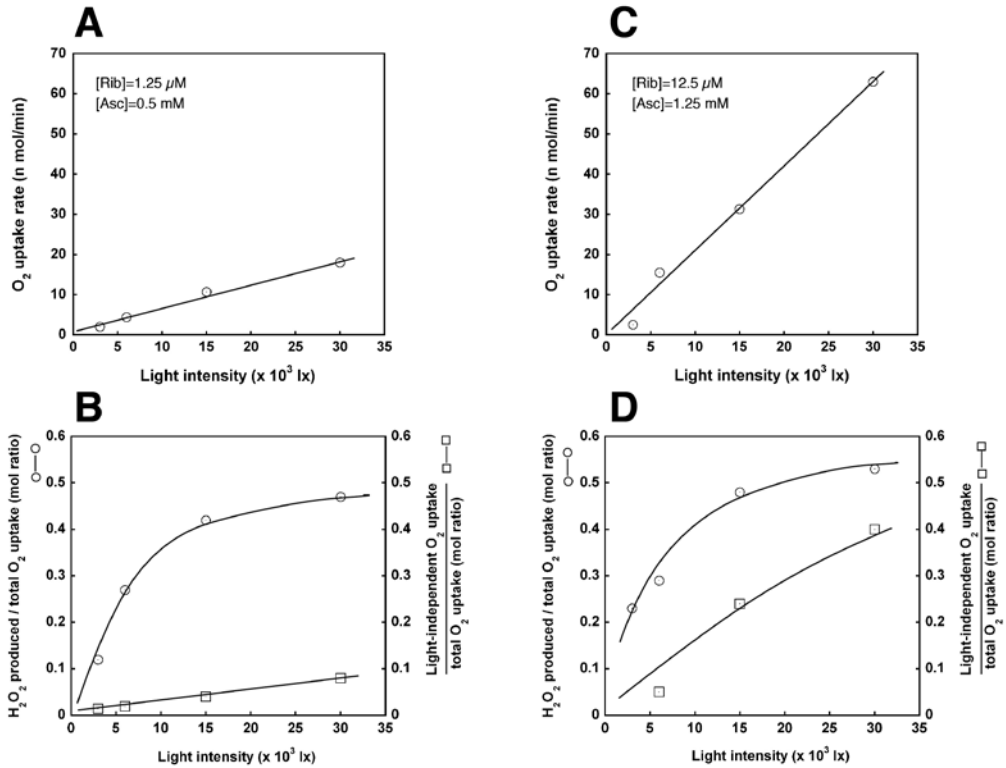 A
70
60
50
40
30
20
10
0
[Rib]=1.25 µM
[Asc]=0.5 mM
O2 uptake rate (n mol/min)
0 5 10 15 20 25 30 35
Light intensity (x 10³ lx)
C
70
60
50
40
30
20
10
0
[Rib]=12.5 µM
[Asc]=1.25 mM
O2 uptake rate (n mol/min)
0 5 10 15 20 25 30 35
Light intensity (x 10³ lx)
B
0.6
0.5
0.4
0.3
0.2
0.1
0
H2O2 produced / total O2 uptake (mol ratio)
0.6
0.5
0.4
0.3
0.2
0.1
0
Light-independent O2 uptake
total O2 uptake (mol ratio)
0 5 10 15 20 25 30 35
Light intensity (x 10³ lx)
D
0.6
0.5
0.4
0.3
0.2
0.1
0
H2O2 produced / total O2 uptake (mol ratio)
0.6
0.5
0.4
0.3
0.2
0.1
0
Light-independent O2 uptake
total O2 uptake (mol ratio)
0 5 10 15 20 25 30 35
Light intensity (x 10³ lx)